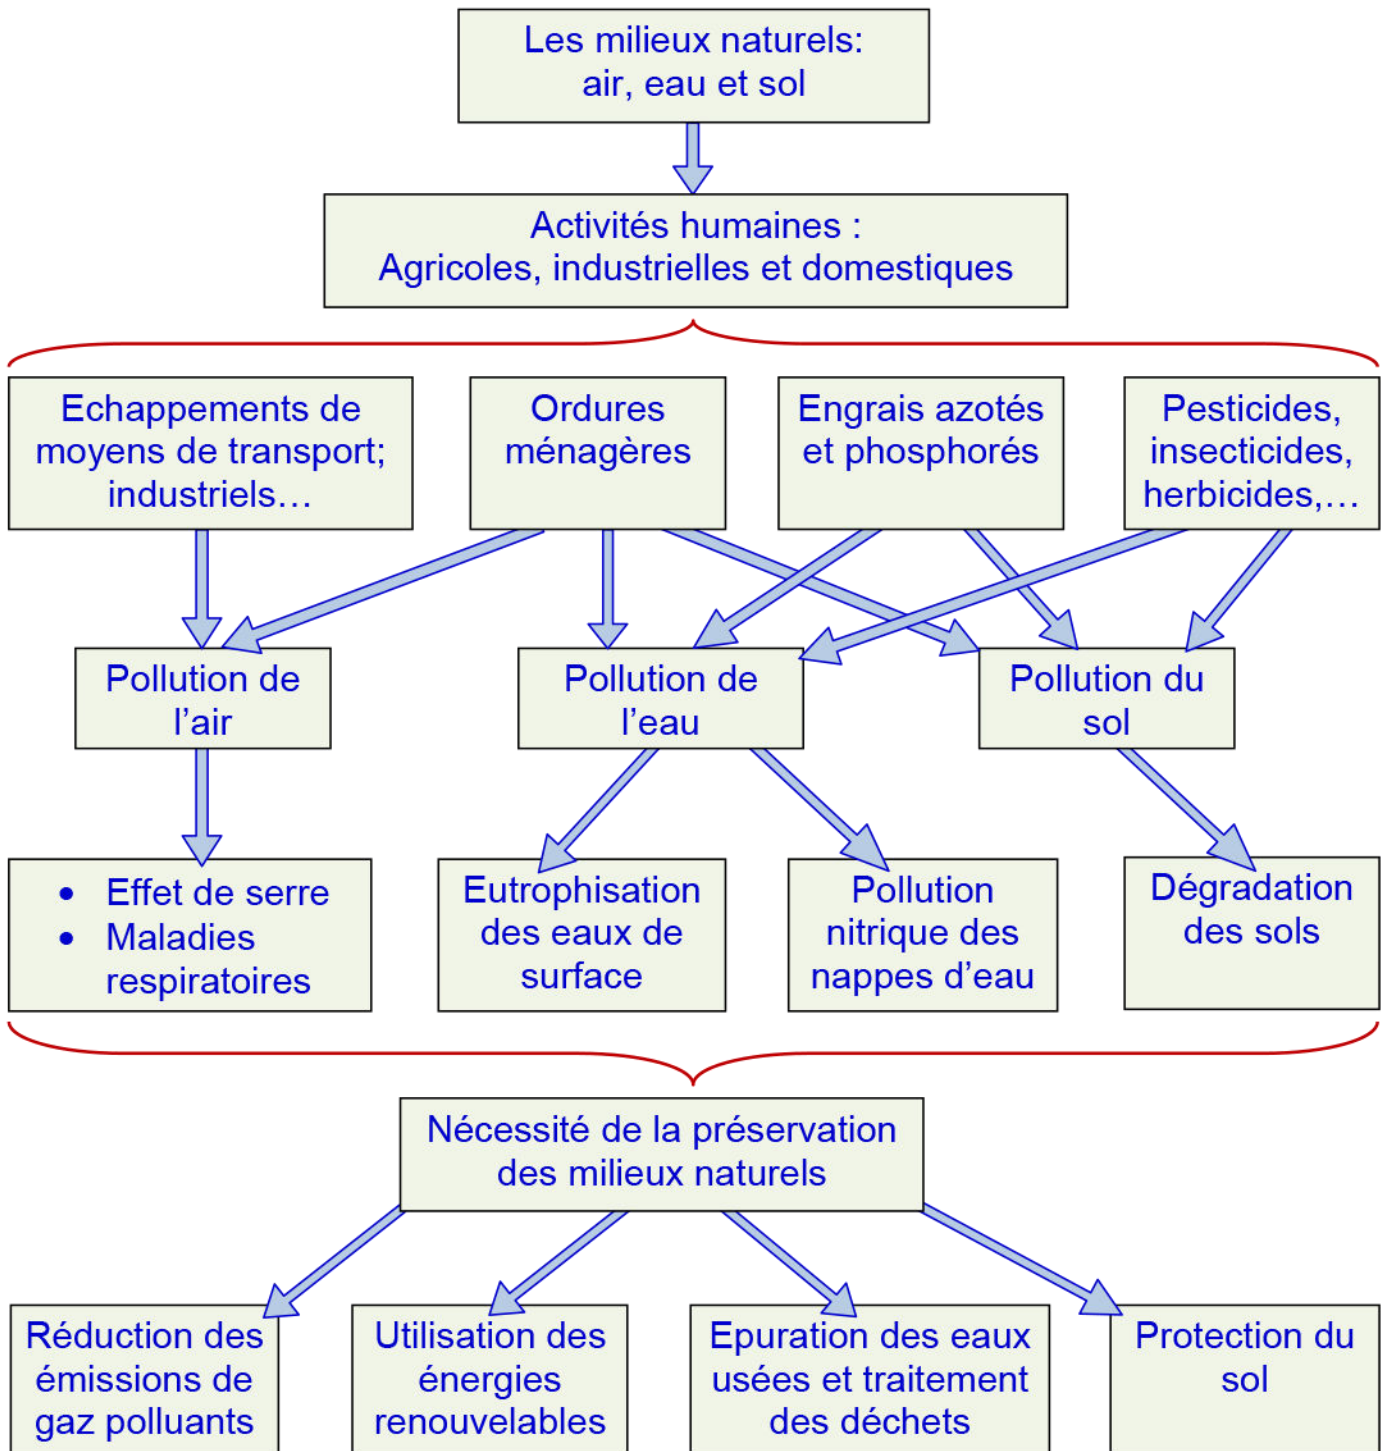 Les milieux naturels:
air, eau et sol
Activités humaines :
Agricoles, industrielles et domestiques
Echappements de
moyens de transport;
industriels…
Ordures
ménagères
Engrais azotés
et phosphorés
Pesticides,
insecticides,
herbicides,…
Pollution de
l’air
Pollution de
l’eau
Pollution du
sol
• Effet de serre
• Maladies
respiratoires
Eutrophisation
des eaux de
surface
Pollution
nitrique des
nappes d’eau
Dégradation
des sols
Nécessité de la préservation
des milieux naturels
Réduction des
émissions de
gaz polluants
Utilisation des
énergies
renouvelables
Epuration des eaux
usées et traitement
des déchets
Protection du
sol